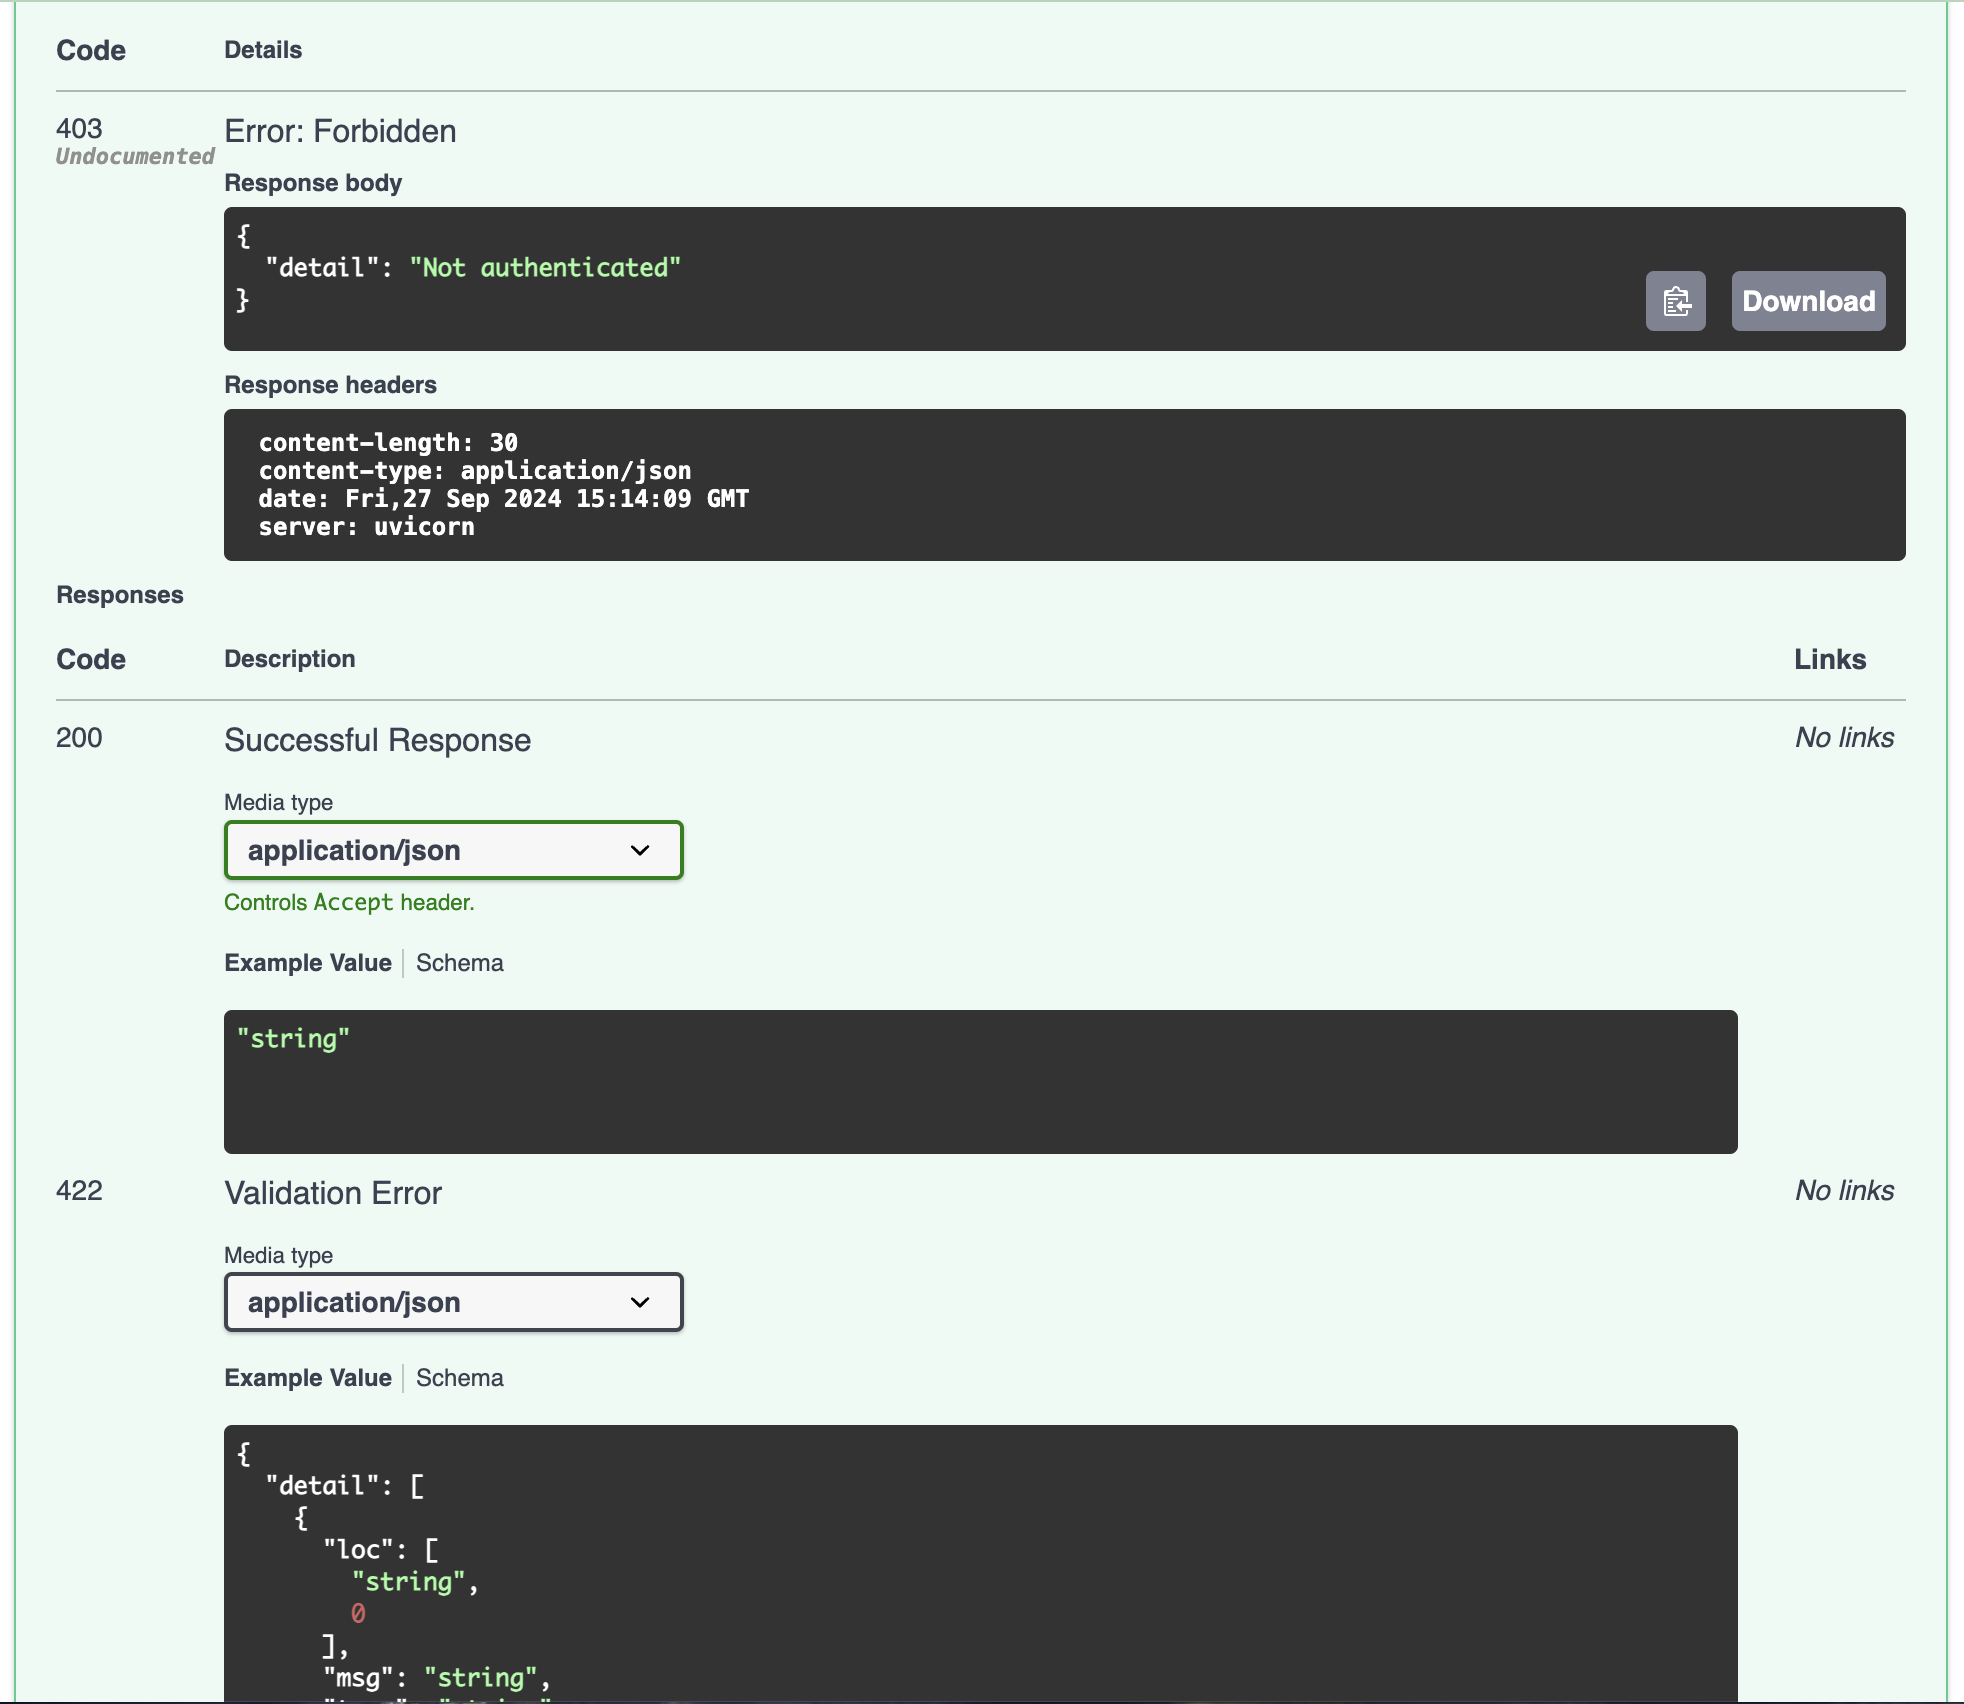 Code Details
403 Error: Forbidden
Undocumented
Response body
{
  "detail": "Not authenticated"
}
Download
Response headers
content-length: 30
content-type: application/json
date: Fri,27 Sep 2024 15:14:09 GMT
server: uvicorn
Responses
Code Description Links
200 Successful Response No links
Media type
application/json
Controls Accept header.
Example Value Schema
"string"
422 Validation Error No links
Media type
application/json
Example Value Schema
{
  "detail": [
    {
      "loc": [
        "string",
        0
      ],
      "msg": "string",